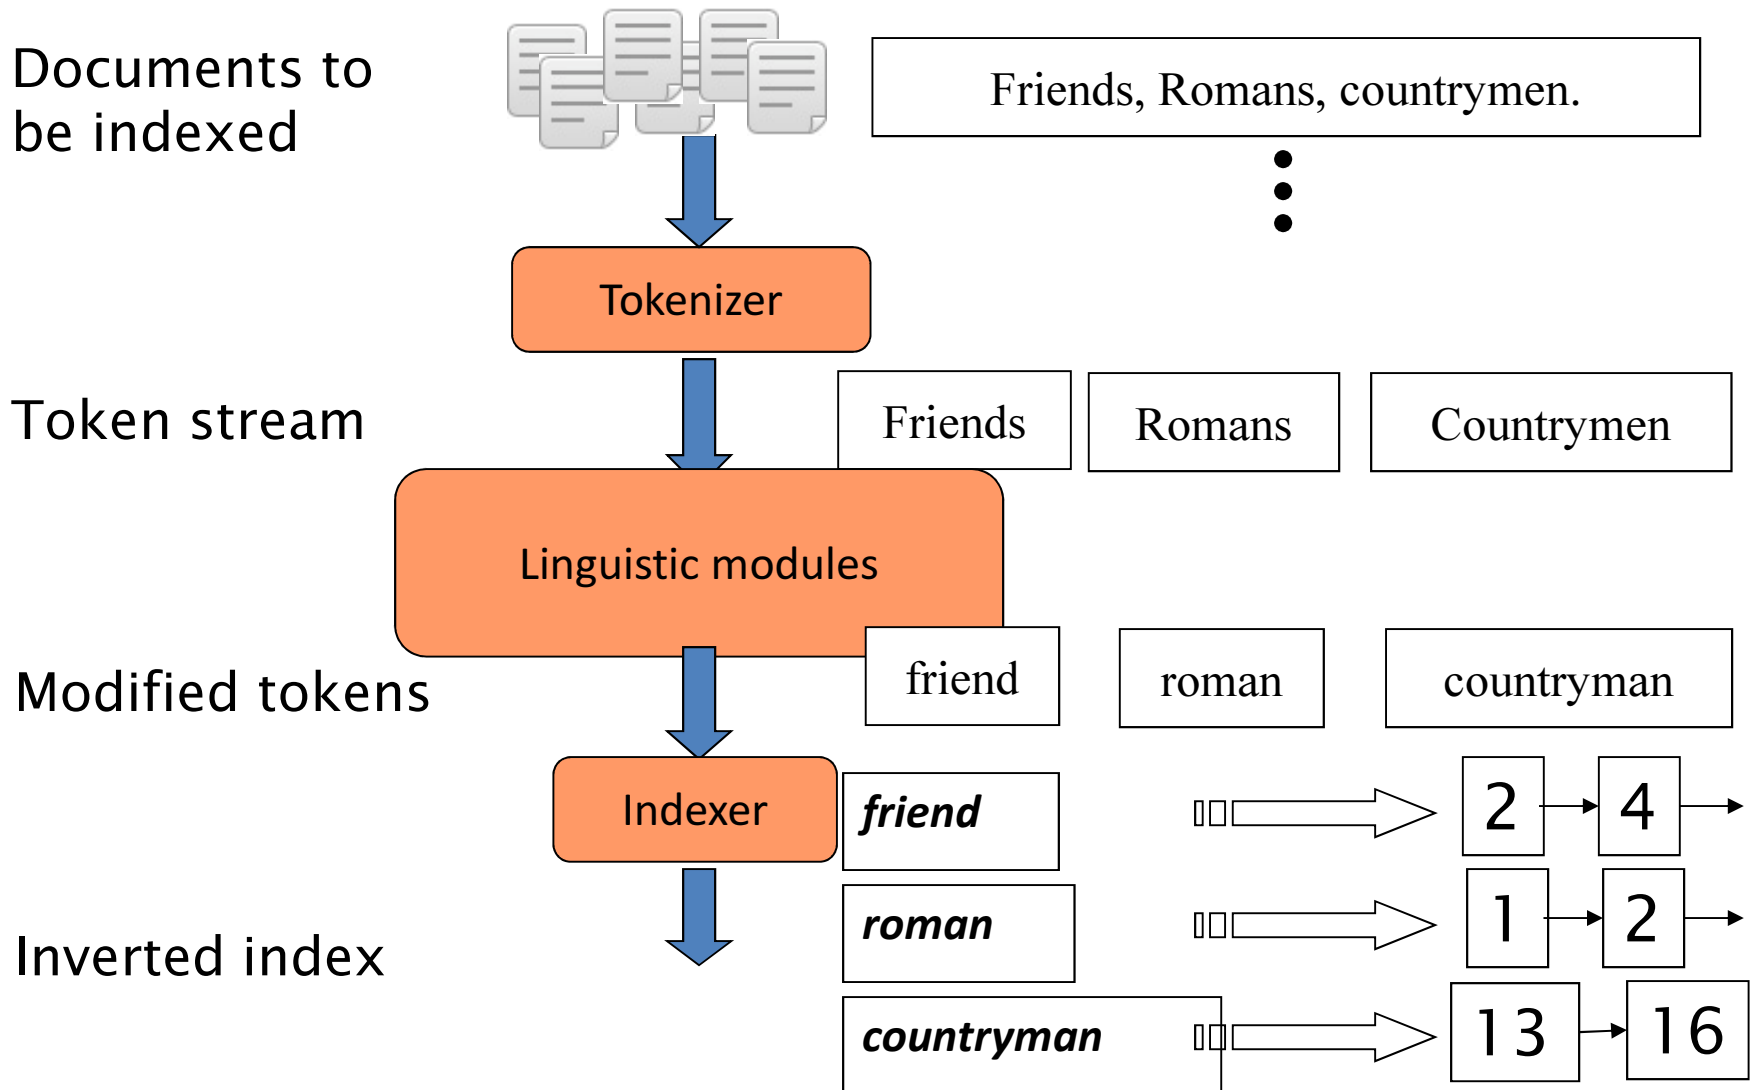 Documents to
be indexed
Friends, Romans, countrymen.
Tokenizer
Token stream
Friends
Romans
Countrymen
Linguistic modules
Modified tokens
friend
roman
countryman
Indexer
friend
2
4
roman
1
2
Inverted index
countryman
13
16